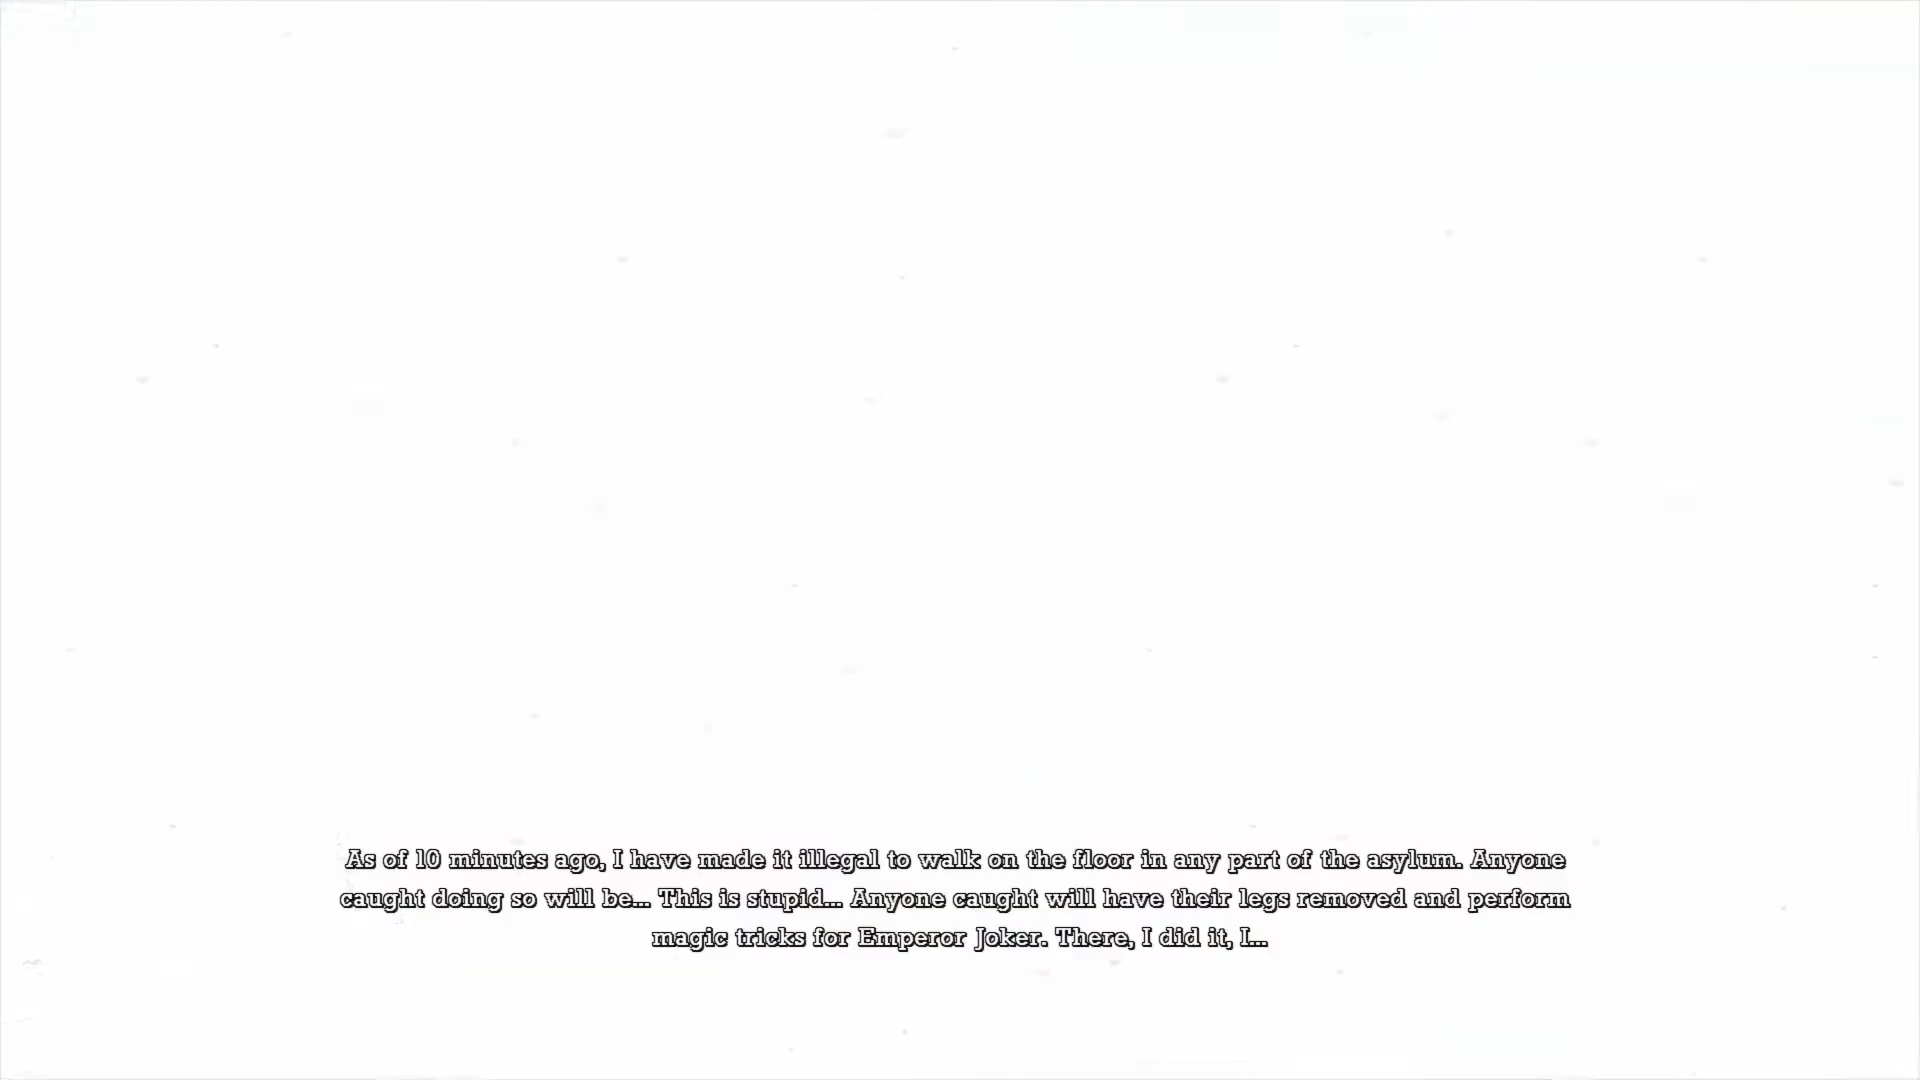 As of 10 minutes ago, I have made it illegal to walk on the floor in any part of the asylum. Anyone
caught doing so will be... This is stupid... Anyone caught will have their legs removed and perform
magic tricks for Emperor Joker. There, I did it, I...